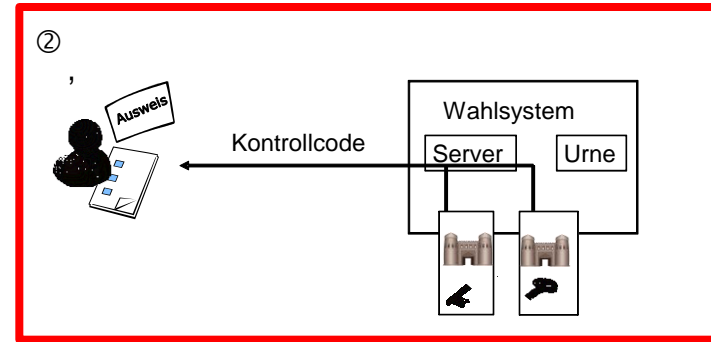 ②
,
Ausweis
Wahlsystem
Kontrollcode
Server
Urne